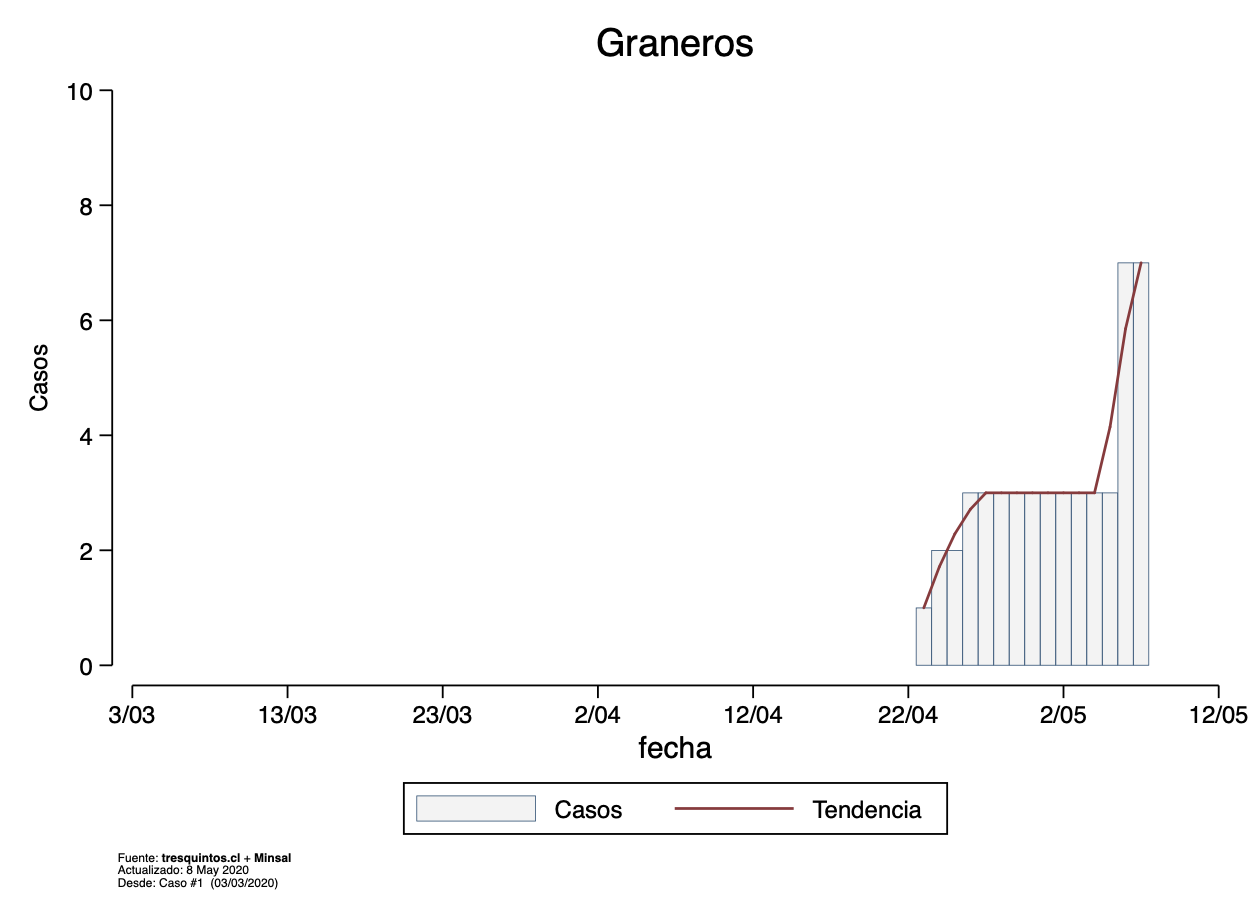 Graneros
10
8
6
4
2
0
Casos
3/03 13/03 23/03 2/04 12/04 22/04 2/05 12/05
fecha
Casos Tendencia
Fuente: tresquintos.cl + Minsal
Actualizado: 8 May 2020
Desde: Caso #1 (03/03/2020)